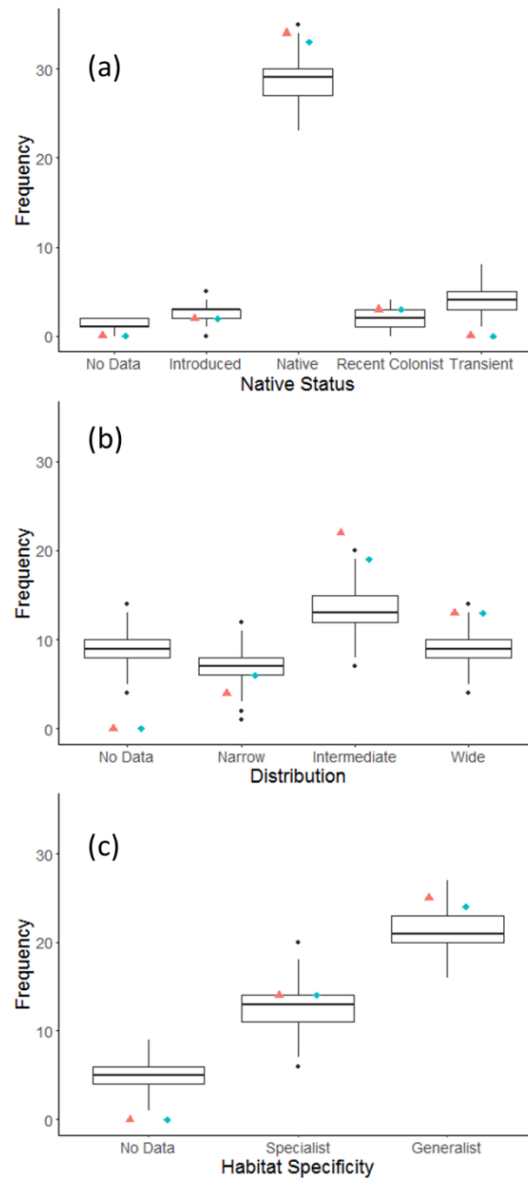 (a)
Frequency
30
20
10
0
No Data Introduced Native Recent Colonist Transient
Native Status
(b)
Frequency
30
20
10
0
No Data Narrow Intermediate Wide
Distribution
(c)
Frequency
30
20
10
0
No Data Specialist Generalist
Habitat Specificity